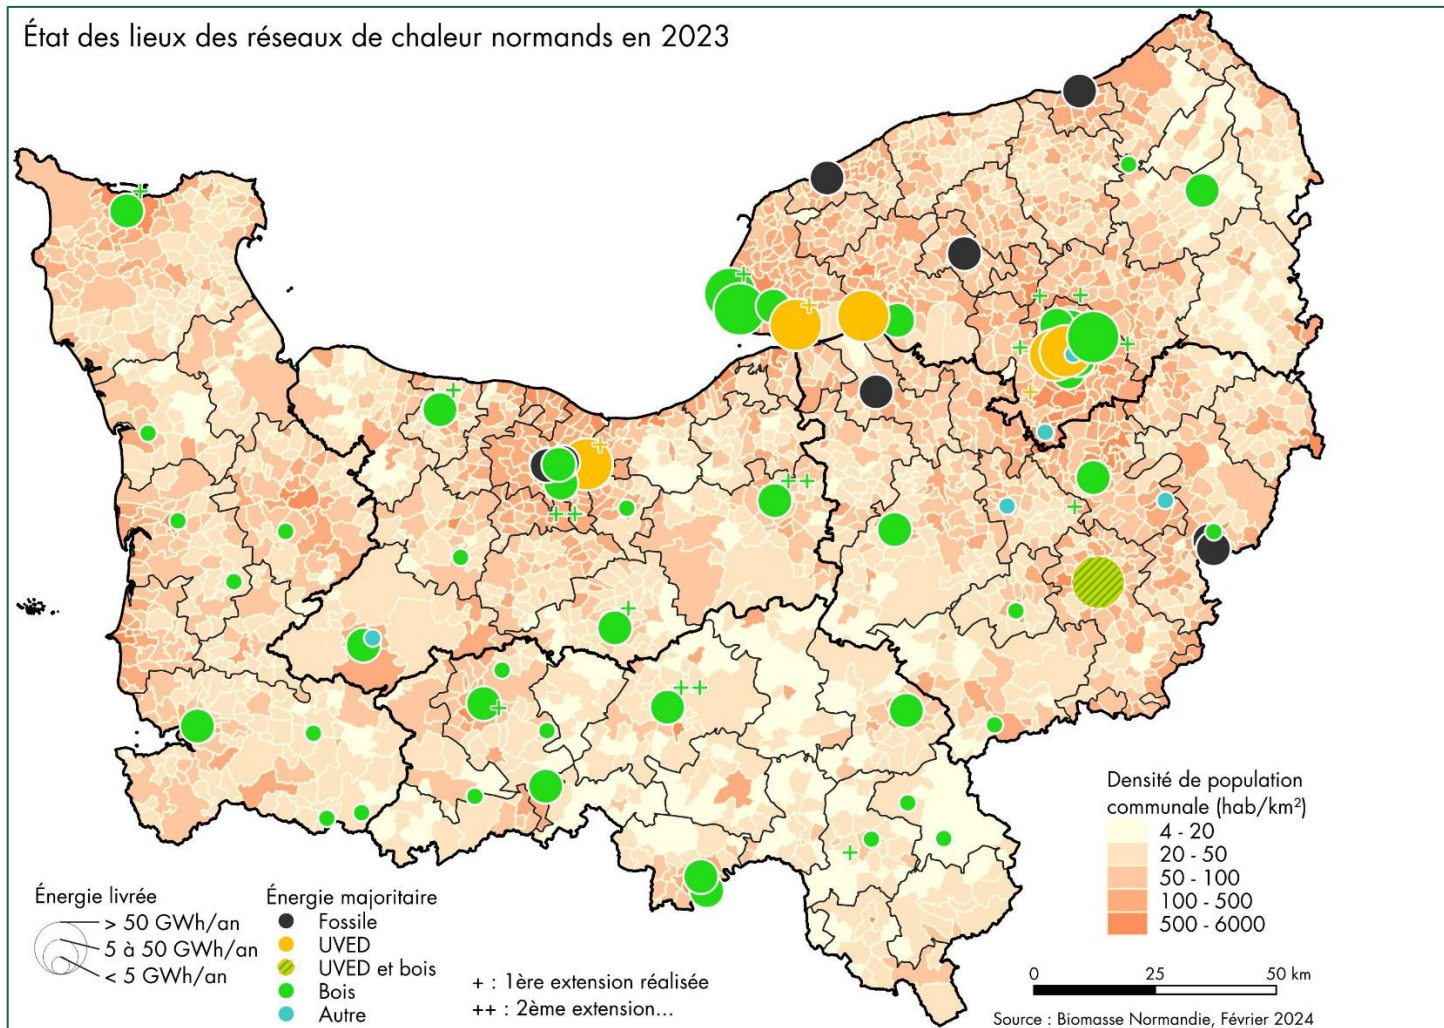 État des lieux des réseaux de chaleur normands en 2023
Densité de population
communale (hab/km²)
4 - 20
20 - 50
50 - 100
100 - 500
500 - 6000
Énergie livrée
> 50 GWh/an
5 à 50 GWh/an
< 5 GWh/an
Énergie majoritaire
Fossile
UVED
UVED et bois
Bois
Autre
+ : 1ère extension réalisée
++ : 2ème extension...
0 25 50 km
Source : Biomasse Normandie, Février 2024